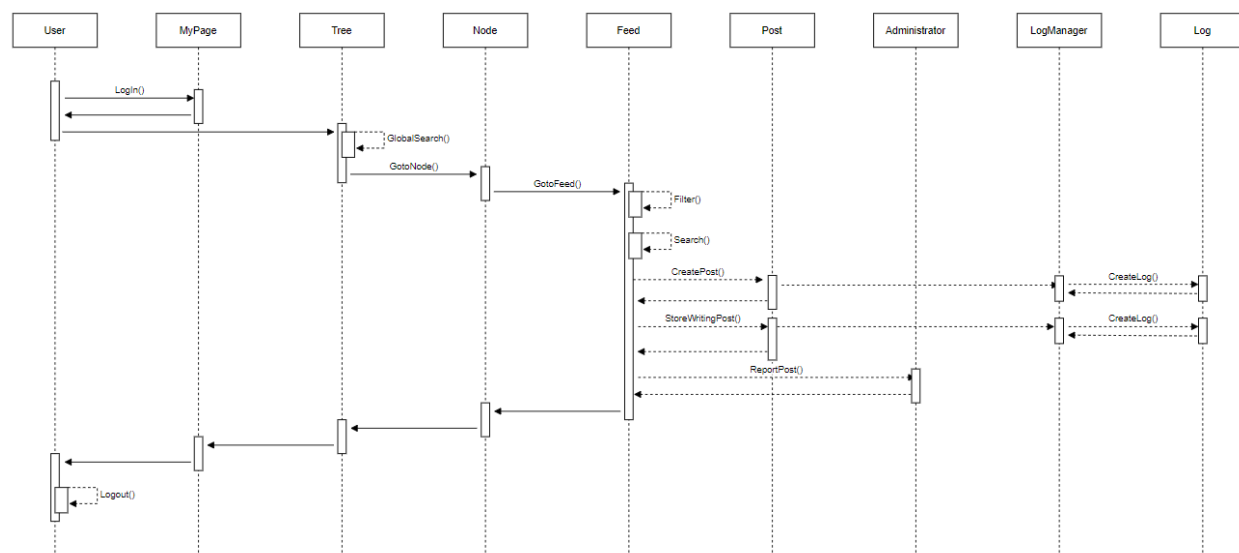 User
MyPage
Tree
Node
Feed
Post
Administrator
LogManager
Log
LogIn()
GlobalSearch()
GotoNode()
GotoFeed()
Filter()
Search()
CreatePost()
CreateLog()
StoreWritingPost()
CreateLog()
ReportPost()
Logout()